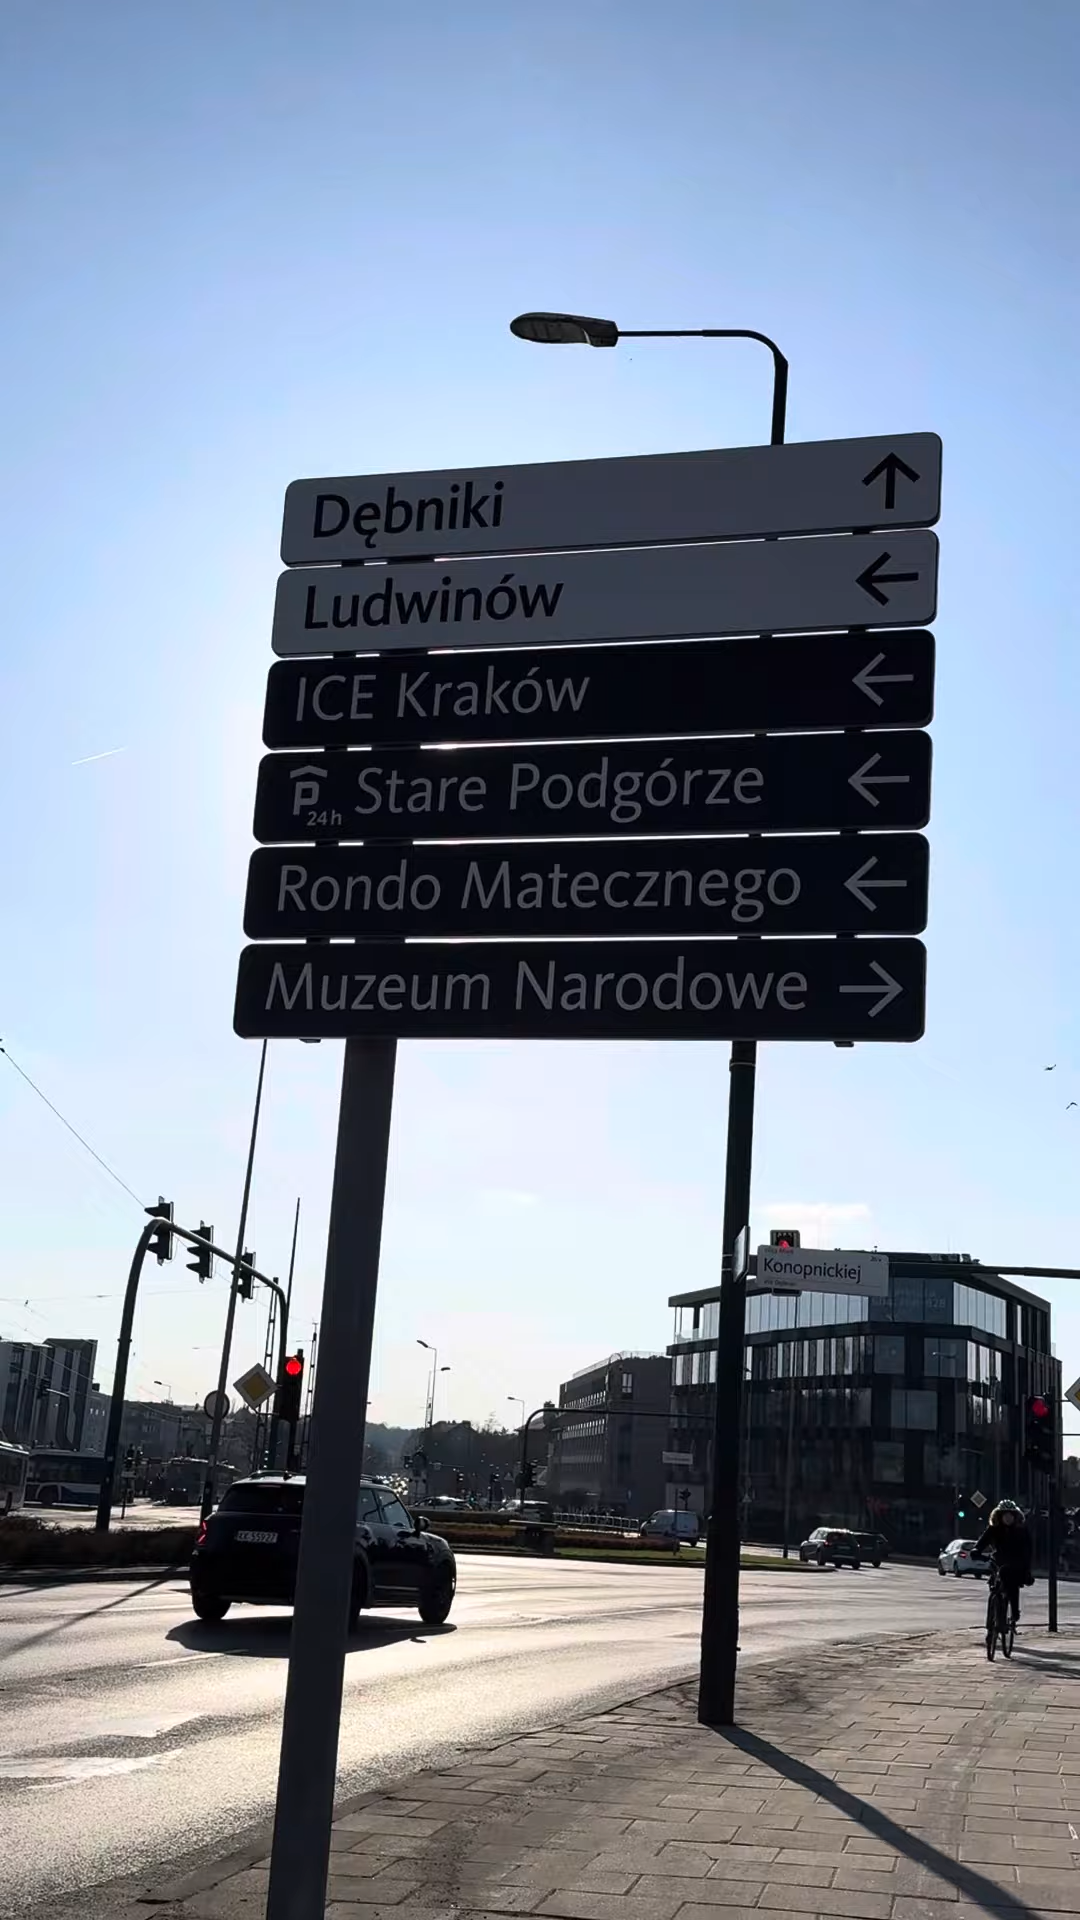 Dębniki
Ludwinów
ICE Kraków
P 24h Stare Podgórze
Rondo Matecznego
Muzeum Narodowe
Konopnickiej